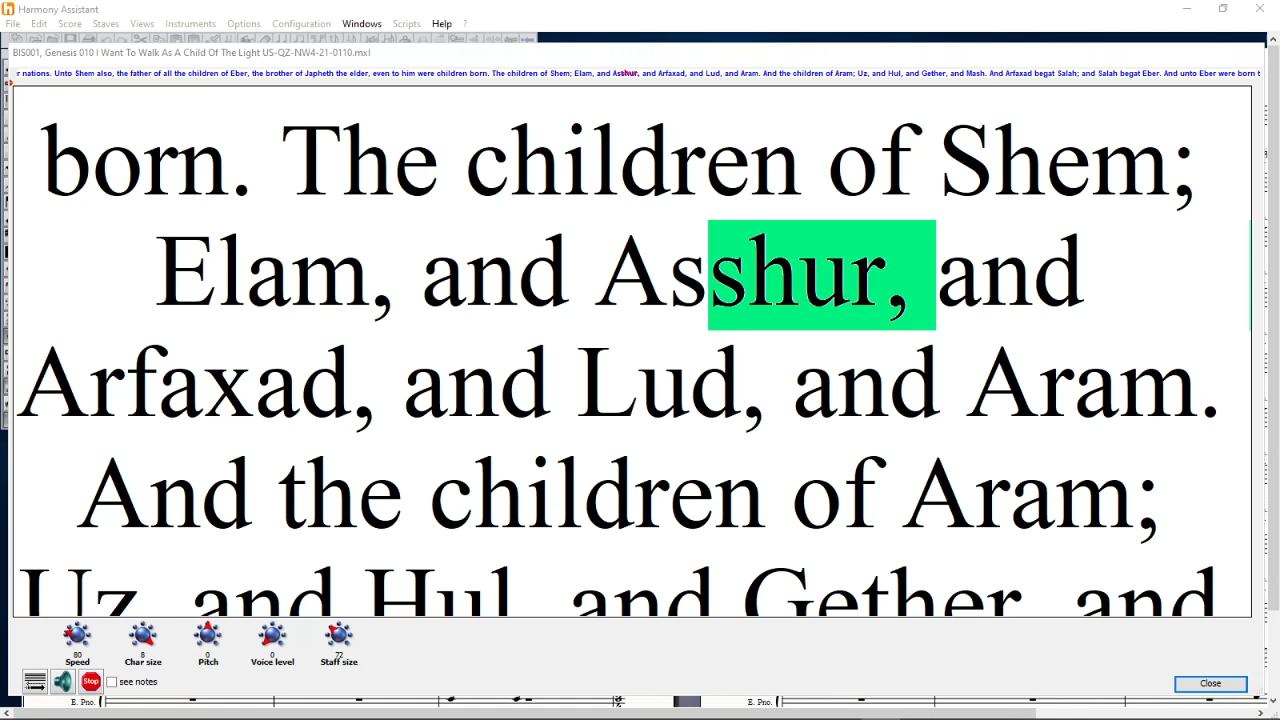 Harmony Assistant
File Edit Score Staves Views Instruments Options Configuration Windows Scripts Help ?
BIS001, Genesis 010 I Want To Walk As A Child Of The Light US-QZ-NW4-21-0110.mxl
r nations. Unto Shem also, the father of all the children of Eber, the brother of Japheth the elder, even to him were children born. The children of Shem; Elam, and Asshur, and Arfaxad, and Lud, and Aram. And the children of Aram; Uz, and Hul, and Gether, and Mash. And Arfaxad begat Salah; and Salah begat Eber. And unto Eber were born t
born. The children of Shem;
Elam, and Asshur, and
Arfaxad, and Lud, and Aram.
And the children of Aram;
Uz, and Hul, and Gether, and
80 8 0 0 72
Speed Char size Pitch Voice level Staff size
Stop see notes Close
E. Pno. E. Pno.